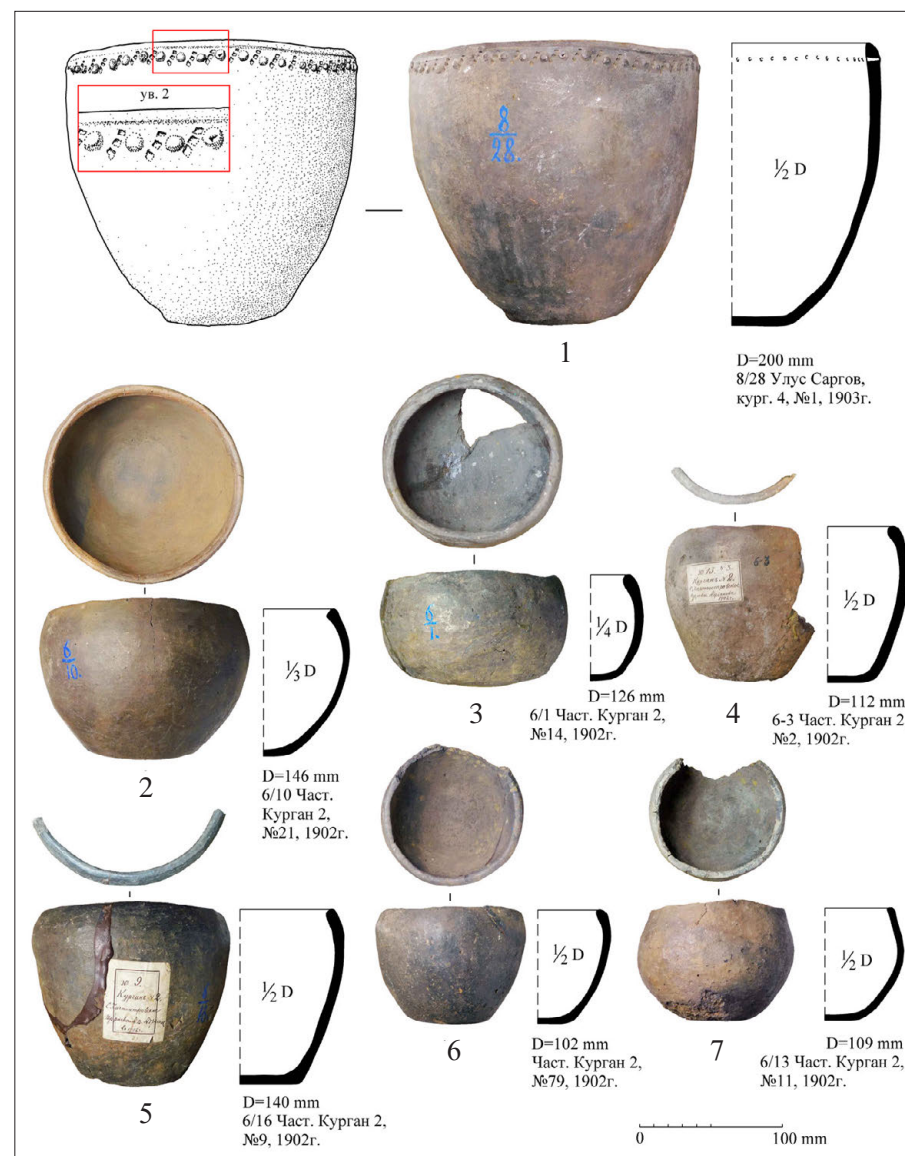 ув. 2
8
28.
½ D
1
D=200 mm
8/28 Улус Саргов,
кург. 4, №1, 1903г.
6
10.
⅓ D
2
D=146 mm
6/10 Част.
Курган 2,
№21, 1902г.
6
1.
¼ D
3
D=126 mm
6/1 Част. Курган 2,
№14, 1902г.
6-3
½ D
4
D=112 mm
6-3 Част. Курган 2
№2, 1902г.
½ D
5
D=140 mm
6/16 Част. Курган 2,
№9, 1902г.
½ D
6
D=102 mm
Част. Курган 2,
№79, 1902г.
½ D
7
D=109 mm
6/13 Част. Курган 2,
№11, 1902г.
0 100 mm